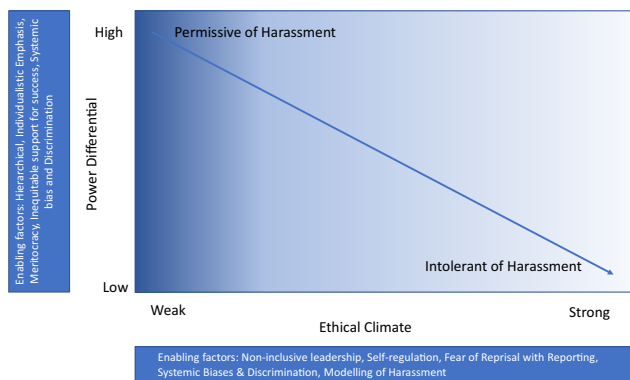 Enabling factors: Hierarchical, Individualistic Emphasis,
Meritocracy, Inequitable support for success, Systemic
bias and Discrimination
Power Differential
High
Permissive of Harassment
Intolerant of Harassment
Low
Weak
Strong
Ethical Climate
Enabling factors: Non-inclusive leadership, Self-regulation, Fear of Reprisal with Reporting,
Systemic Biases & Discrimination, Modelling of Harassment